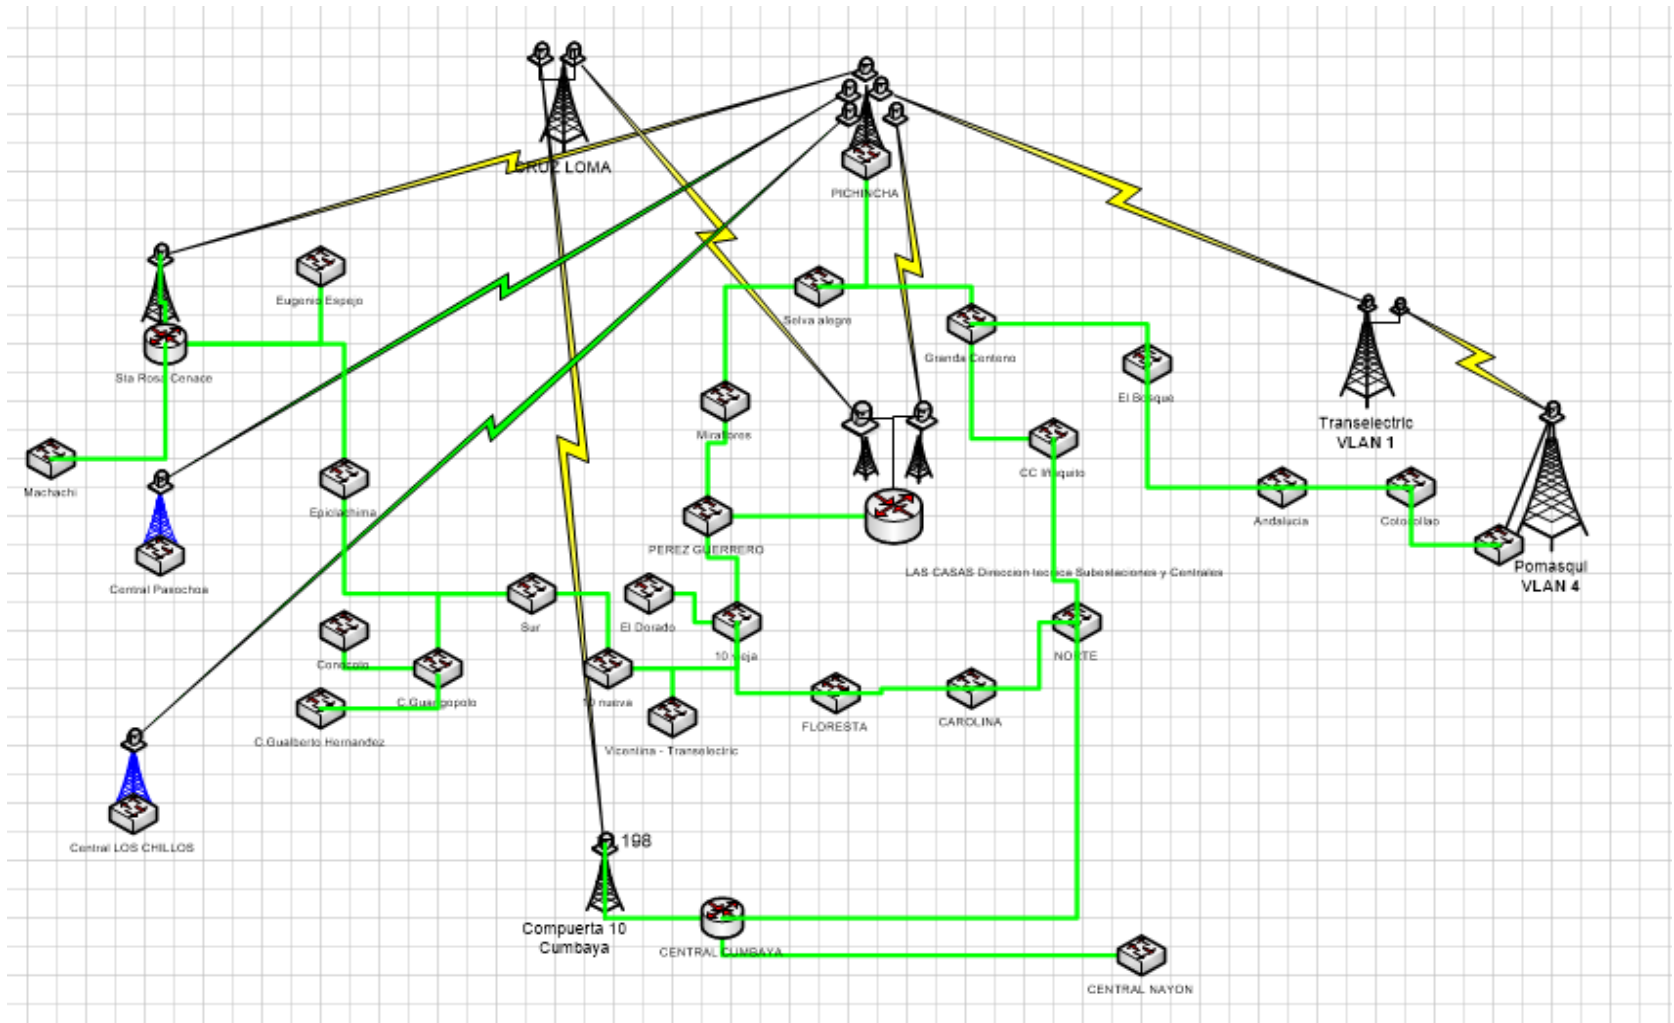 CRUZ LOMA
PICHINCHA
Eugenio Espejo
Selva alegre
Granda Centeno
Sta Rosa Cenace
El Bosque
Transelectric
VLAN 1
Miraflores
CC Iñaquito
Machachi
Epiclachima
Andalucia
Cotocollao
PEREZ GUERRERO
LAS CASAS Direccion tecnica Subestaciones y Centrales
Pomasqui
VLAN 4
Central Pasochoa
Sur
El Dorado
10 vieja
NORTE
Conocoto
C.Guangopolo
10 nueva
FLORESTA
CAROLINA
C.Gualberto Hernandez
Vicentina - Transelectric
Central LOS CHILLOS
198
Compuerta 10
Cumbaya
CENTRAL CUMBAYA
CENTRAL NAYON